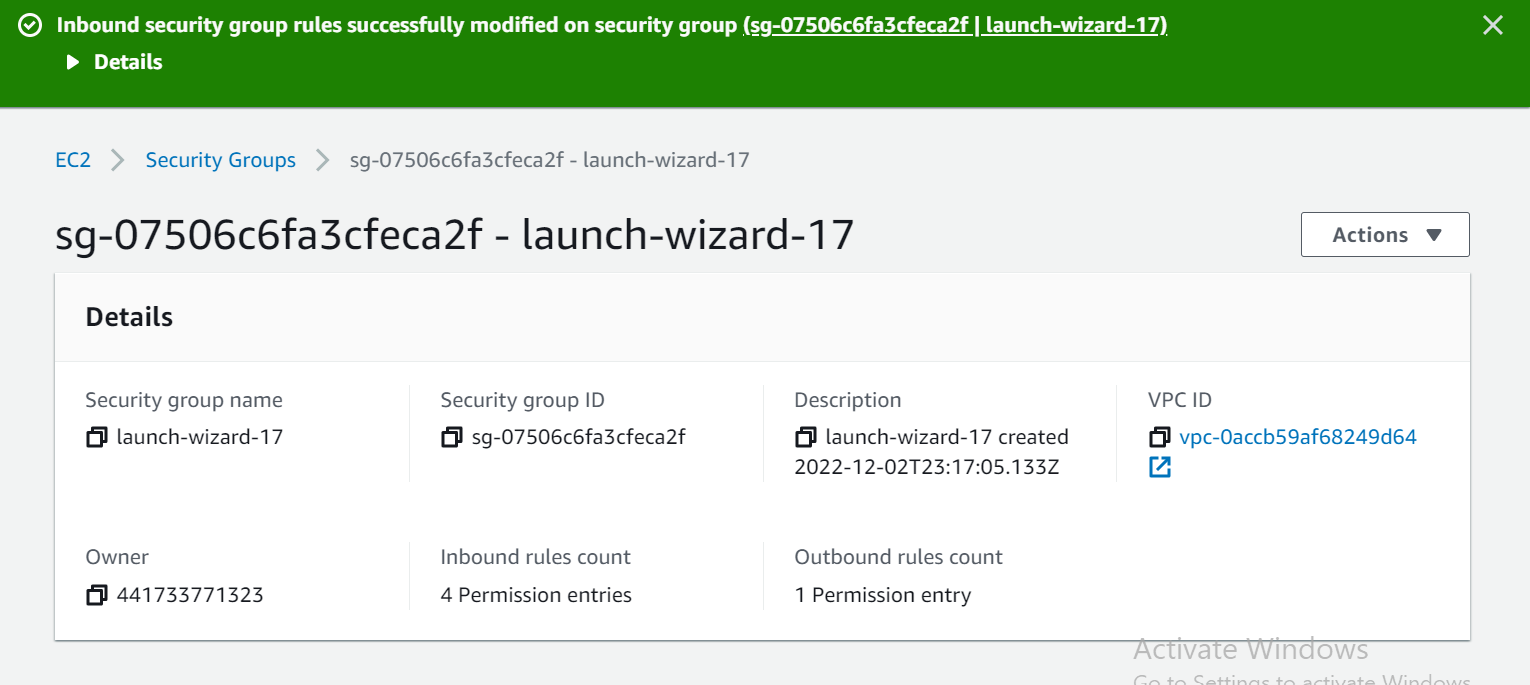 Inbound security group rules successfully modified on security group (sg-07506c6fa3cfeca2f | launch-wizard-17)
Details
EC2 > Security Groups > sg-07506c6fa3cfeca2f - launch-wizard-17
sg-07506c6fa3cfeca2f - launch-wizard-17
Actions
Details
Security group name
launch-wizard-17
Security group ID
sg-07506c6fa3cfeca2f
Description
launch-wizard-17 created
2022-12-02T23:17:05.133Z
VPC ID
vpc-0accb59af68249d64
Owner
441733771323
Inbound rules count
4 Permission entries
Outbound rules count
1 Permission entry
Activate Windows
Go to Settings to activate Windows